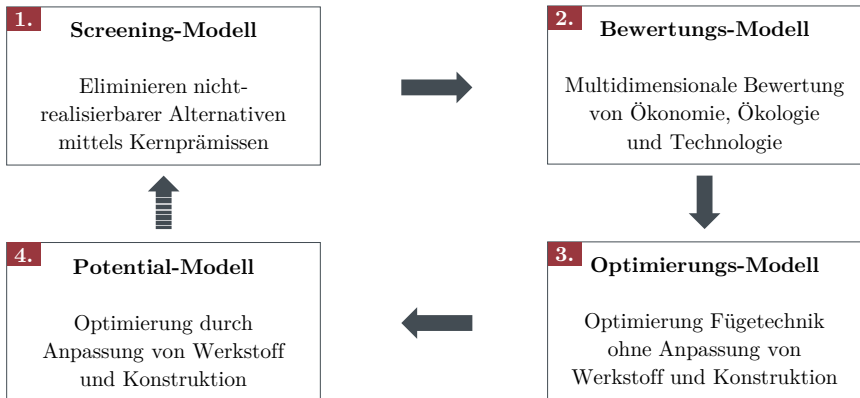 1.
Screening-Modell
Eliminieren nicht-
realisierbarer Alternativen
mittels Kernprämissen
2.
Bewertungs-Modell
Multidimensionale Bewertung
von Ökonomie, Ökologie
und Technologie
3.
Optimierungs-Modell
Optimierung Fügetechnik
ohne Anpassung von
Werkstoff und Konstruktion
4.
Potential-Modell
Optimierung durch
Anpassung von Werkstoff
und Konstruktion